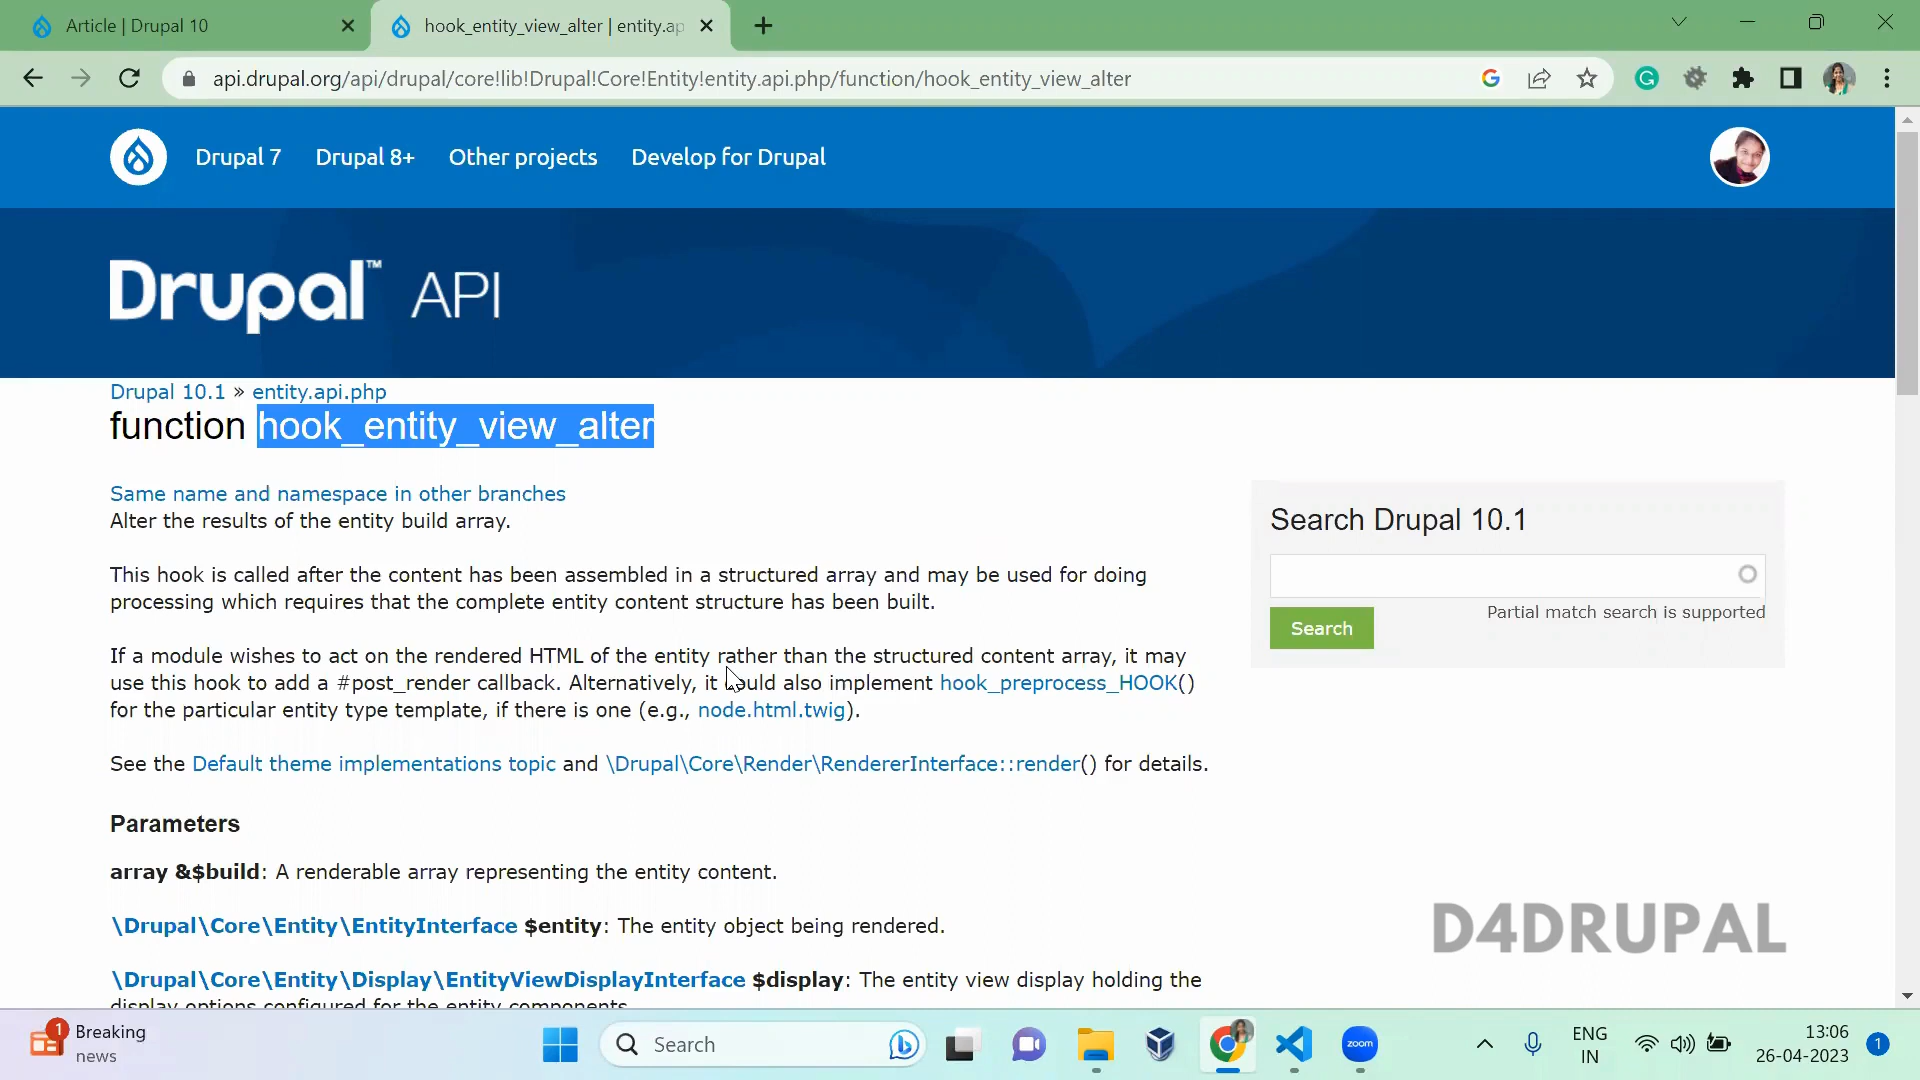 Article | Drupal 10
hook_entity_view_alter | entity.ap
api.drupal.org/api/drupal/core!lib!Drupal!Core!Entity!entity.api.php/function/hook_entity_view_alter
Drupal 7 Drupal 8+ Other projects Develop for Drupal
Drupal™ API
Drupal 10.1 » entity.api.php
function hook_entity_view_alter
Same name and namespace in other branches
Alter the results of the entity build array.
This hook is called after the content has been assembled in a structured array and may be used for doing
processing which requires that the complete entity content structure has been built.
If a module wishes to act on the rendered HTML of the entity rather than the structured content array, it may
use this hook to add a #post_render callback. Alternatively, it could also implement hook_preprocess_HOOK()
for the particular entity type template, if there is one (e.g., node.html.twig).
See the Default theme implementations topic and \Drupal\Core\Render\RendererInterface::render() for details.
Parameters
array &$build: A renderable array representing the entity content.
\Drupal\Core\Entity\EntityInterface $entity: The entity object being rendered.
\Drupal\Core\Entity\Display\EntityViewDisplayInterface $display: The entity view display holding the
display options configured for the entity components.
Search Drupal 10.1
Partial match search is supported
Search
D4DRUPAL
1
Breaking
news
Search
zoom
ENG
IN
13:06
26-04-2023
1